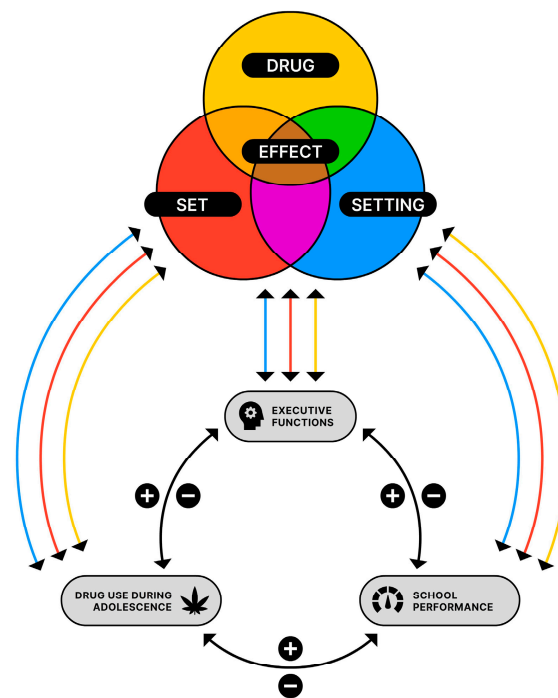 DRUG
EFFECT
SET
SETTING
EXECUTIVE
FUNCTIONS
+ −
+ −
DRUG USE DURING
ADOLESCENCE
SCHOOL
PERFORMANCE
+
−